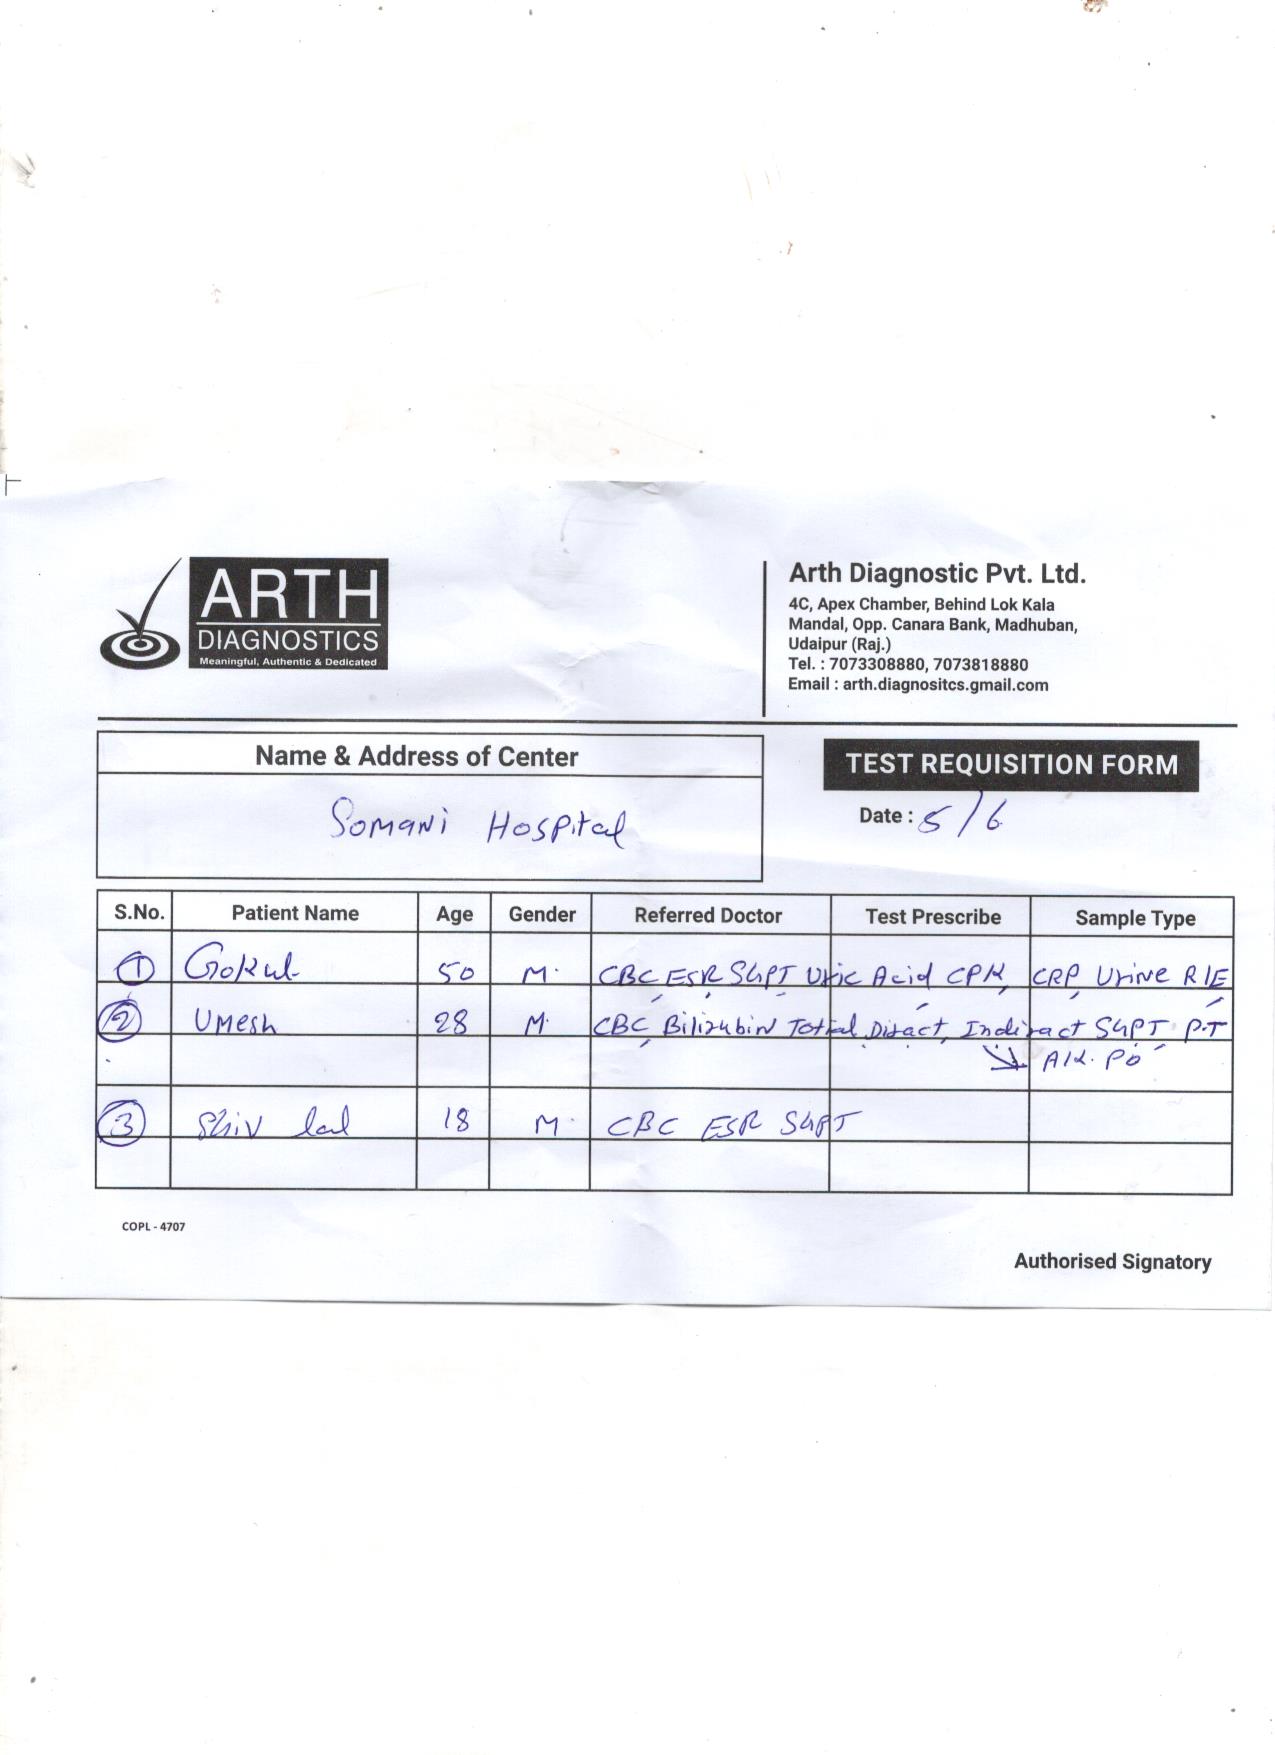 ARTH
DIAGNOSTICS
Meaningful, Authentic & Dedicated
Arth Diagnostic Pvt. Ltd.
4C, Apex Chamber, Behind Lok Kala
Mandal, Opp. Canara Bank, Madhuban,
Udaipur (Raj.)
Tel. : 7073308880, 7073818880
Email : arth.diagnositcs.gmail.com
Name & Address of Center
Somani Hospital
TEST REQUISITION FORM
Date : 5/6
S.No. Patient Name Age Gender Referred Doctor Test Prescribe Sample Type
1 Gokul 50 M. CBC ESR SGPT Uric Acid CPK, CRP Urine R/E
2 Umesh 28 M. CBC, Bilirubin Total, Diract, Indiract SGPT P.T
Alk. Po
3 Shiv lal 18 M. CBC ESR SGPT
COPL - 4707
Authorised Signatory